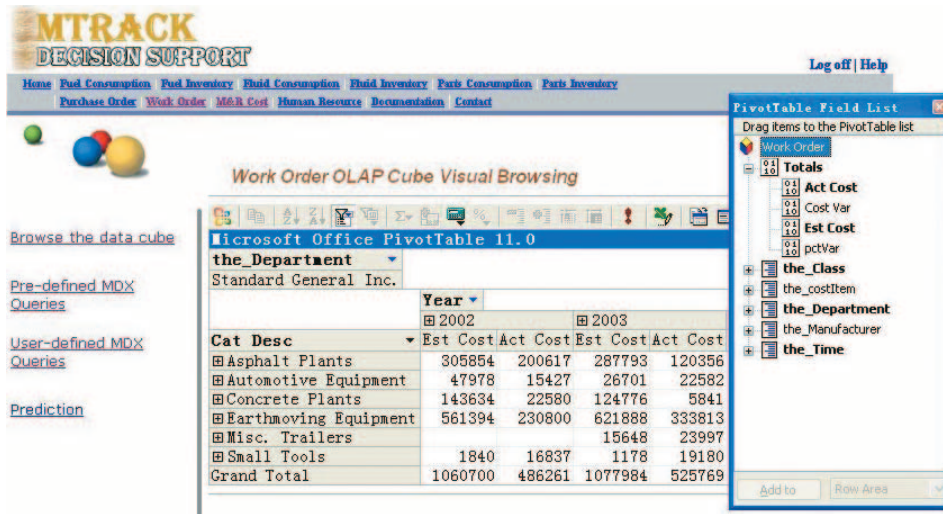 MTRACK
DECISION SUPPORT
Log off | Help
Home Fuel Consumption Fuel Inventory Fluid Consumption Fluid Inventory Parts Consumption Parts Inventory
Purchase Order Work Order M&R Cost Human Resource Documentation Contact
Work Order OLAP Cube Visual Browsing
Browse the data cube
Pre-defined MDX
Queries
User-defined MDX
Queries
Prediction
Microsoft Office PivotTable 11.0
the_Department
Standard General Inc.
Year
2002 2003
Cat Desc Est Cost Act Cost Est Cost Act Cost
Asphalt Plants 305854 200617 287793 120356
Automotive Equipment 47978 15427 26701 22582
Concrete Plants 143634 22580 124776 5841
Earthmoving Equipment 561394 230800 621888 333813
Misc. Trailers 15648 23997
Small Tools 1840 16837 1178 19180
Grand Total 1060700 486261 1077984 525769
PivotTable Field List
Drag items to the PivotTable list
Work Order
Totals
Act Cost
Cost Var
Est Cost
pctVar
the_Class
the_costItem
the_Department
the_Manufacturer
the_Time
Add to Row Area